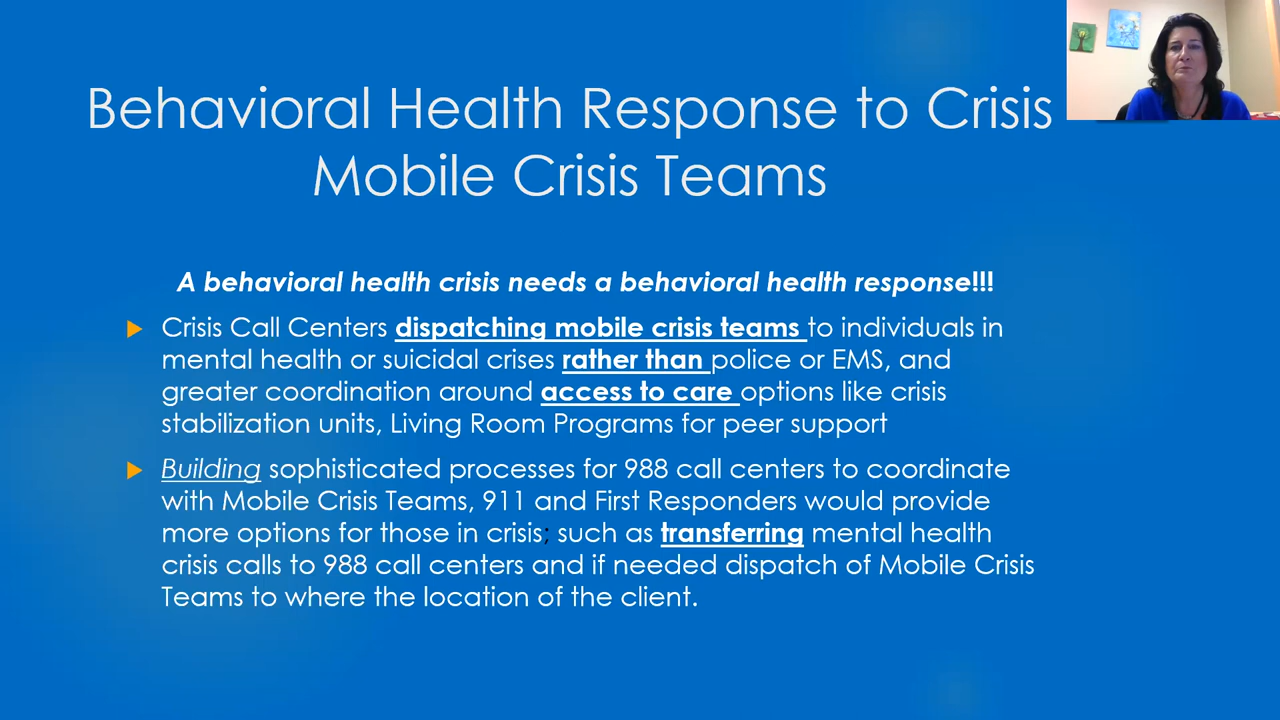 Behavioral Health Response to Crisis
Mobile Crisis Teams
A behavioral health crisis needs a behavioral health response!!!
Crisis Call Centers dispatching mobile crisis teams to individuals in
mental health or suicidal crises rather than police or EMS, and
greater coordination around access to care options like crisis
stabilization units, Living Room Programs for peer support
Building sophisticated processes for 988 call centers to coordinate
with Mobile Crisis Teams, 911 and First Responders would provide
more options for those in crisis; such as transferring mental health
crisis calls to 988 call centers and if needed dispatch of Mobile Crisis
Teams to where the location of the client.